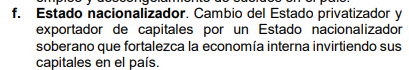 f. Estado nacionalizador. Cambio del Estado privatizador y
exportador de capitales por un Estado nacionalizador
soberano que fortalezca la economía interna invirtiendo sus
capitales en el país.